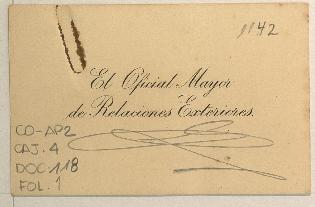 1142
El Oficial Mayor
de Relaciones Exteriores.
CO-AP2
CAJ. 4
DOC. 118
FOL. 1